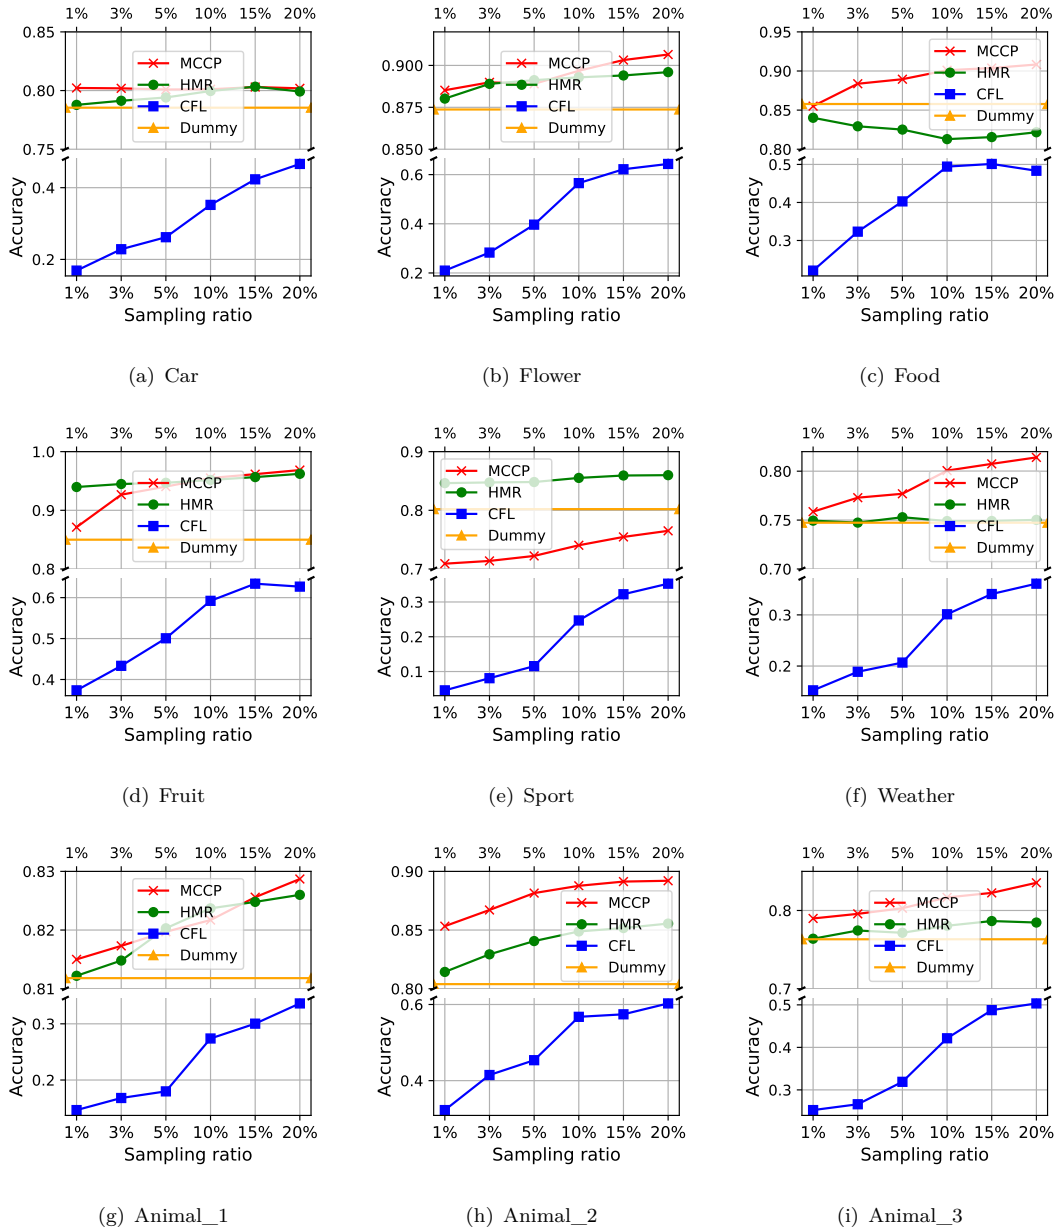 1% 3% 5% 10% 15% 20%
0.85
0.80
0.75
MCCP
HMR
CFL
Dummy
0.4
0.2
Accuracy
1% 3% 5% 10% 15% 20%
Sampling ratio
(a) Car
1% 3% 5% 10% 15% 20%
0.900
0.875
0.850
MCCP
HMR
CFL
Dummy
0.6
0.4
0.2
Accuracy
1% 3% 5% 10% 15% 20%
Sampling ratio
(b) Flower
1% 3% 5% 10% 15% 20%
0.95
0.90
0.85
0.80
MCCP
HMR
CFL
Dummy
0.5
0.4
0.3
Accuracy
1% 3% 5% 10% 15% 20%
Sampling ratio
(c) Food
1% 3% 5% 10% 15% 20%
1.0
0.9
0.8
MCCP
HMR
CFL
Dummy
0.6
0.5
0.4
Accuracy
1% 3% 5% 10% 15% 20%
Sampling ratio
(d) Fruit
1% 3% 5% 10% 15% 20%
0.9
0.8
0.7
MCCP
HMR
CFL
Dummy
0.3
0.2
0.1
Accuracy
1% 3% 5% 10% 15% 20%
Sampling ratio
(e) Sport
1% 3% 5% 10% 15% 20%
0.80
0.75
0.70
MCCP
HMR
CFL
Dummy
0.3
0.2
Accuracy
1% 3% 5% 10% 15% 20%
Sampling ratio
(f) Weather
1% 3% 5% 10% 15% 20%
0.83
0.82
0.81
MCCP
HMR
CFL
Dummy
0.3
0.2
Accuracy
1% 3% 5% 10% 15% 20%
Sampling ratio
(g) Animal_1
1% 3% 5% 10% 15% 20%
0.90
0.85
0.80
MCCP
HMR
CFL
Dummy
0.6
0.4
Accuracy
1% 3% 5% 10% 15% 20%
Sampling ratio
(h) Animal_2
1% 3% 5% 10% 15% 20%
0.8
0.7
MCCP
HMR
CFL
Dummy
0.5
0.4
0.3
Accuracy
1% 3% 5% 10% 15% 20%
Sampling ratio
(i) Animal_3